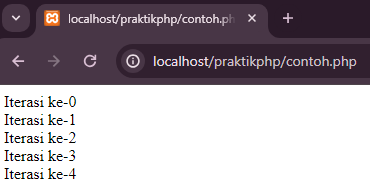 localhost/praktikphp/contoh.ph
localhost/praktikphp/contoh.php
Iterasi ke-0
Iterasi ke-1
Iterasi ke-2
Iterasi ke-3
Iterasi ke-4